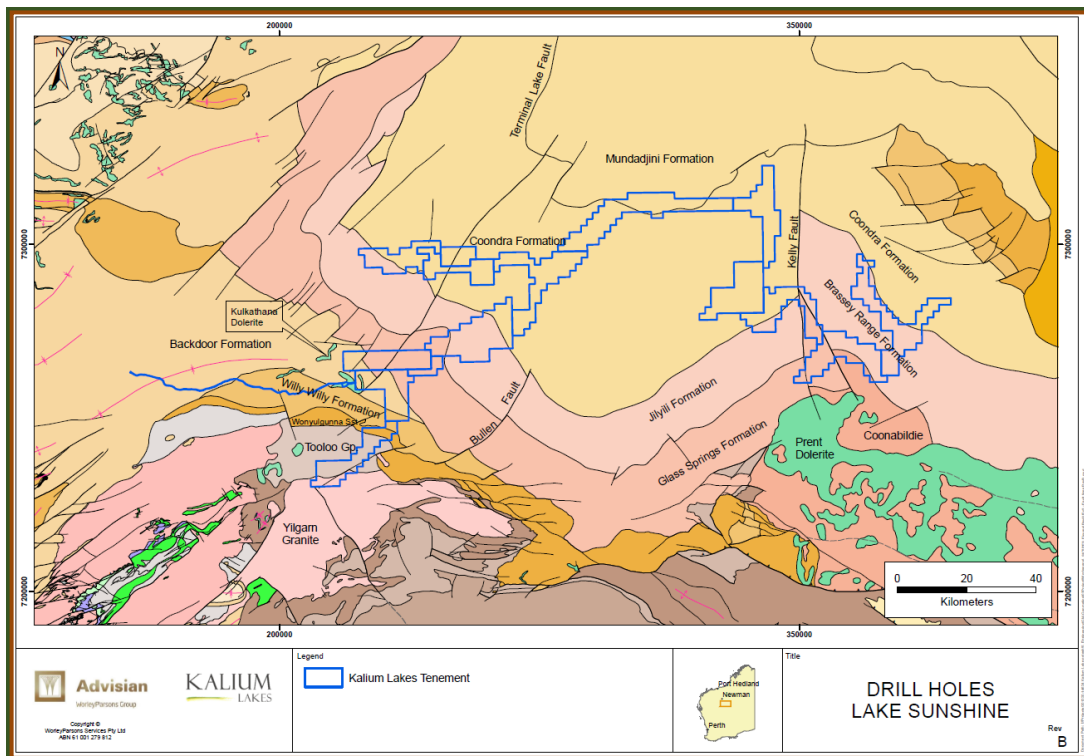 200000
350000
N
Terminal Lake Fault
Mundadjini Formation
7300000
7300000
Coondra Formation
Kelly Fault
Coondra Formation
Brassey Range Formation
Kulkathana
Dolerite
Backdoor Formation
Willy Willy Formation
Bullen Fault
Jilyili Formation
Wonyulgunna Sst
Glass Springs Formation
Tooloo Gp
Prent
Dolerite
Coonabildie
Yilgarn
Granite
0 20 40
Kilometers
200000
350000
Advisian
WorleyParsons Group
Copyright ©
WorleyParsons Services Pty Ltd
ABN 61 001 279 812
KALIUM
LAKES
Legend
Kalium Lakes Tenement
Port Hedland
Newman
Perth
Title
DRILL HOLES
LAKE SUNSHINE
Rev
B